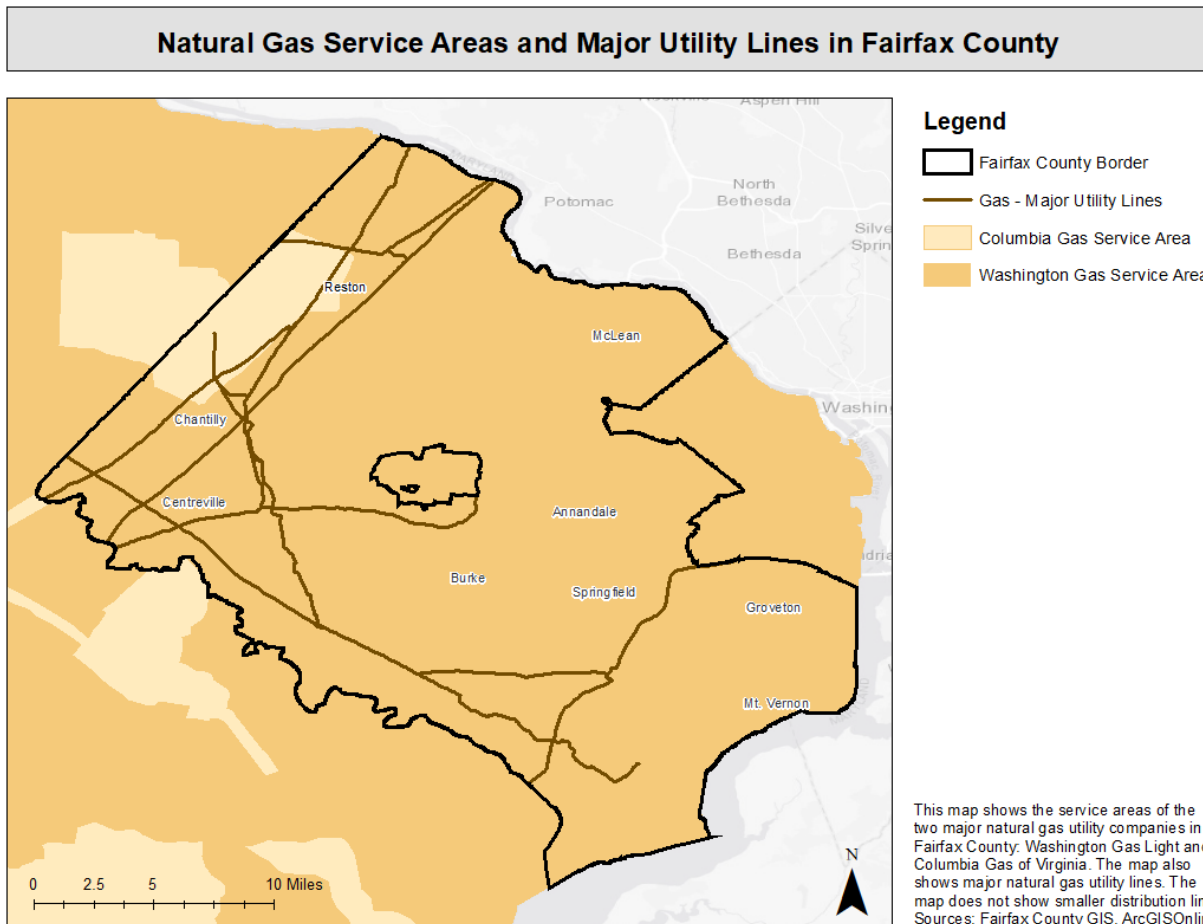 Natural Gas Service Areas and Major Utility Lines in Fairfax County
Aspen Hill
MARYLAND
North
Bethesda
Potomac
Bethesda
Reston
McLean
Chantilly
Centreville
Annandale
Burke
Springfield
Groveton
Mt. Vernon
0 2.5 5 10 Miles
N
Legend
Fairfax County Border
Gas - Major Utility Lines
Columbia Gas Service Area
Washington Gas Service Area
This map shows the service areas of the
two major natural gas utility companies in
Fairfax County: Washington Gas Light and
Columbia Gas of Virginia. The map also
shows major natural gas utility lines. The
map does not show smaller distribution
Sources: Fairfax County GIS, ArcGISOnlin